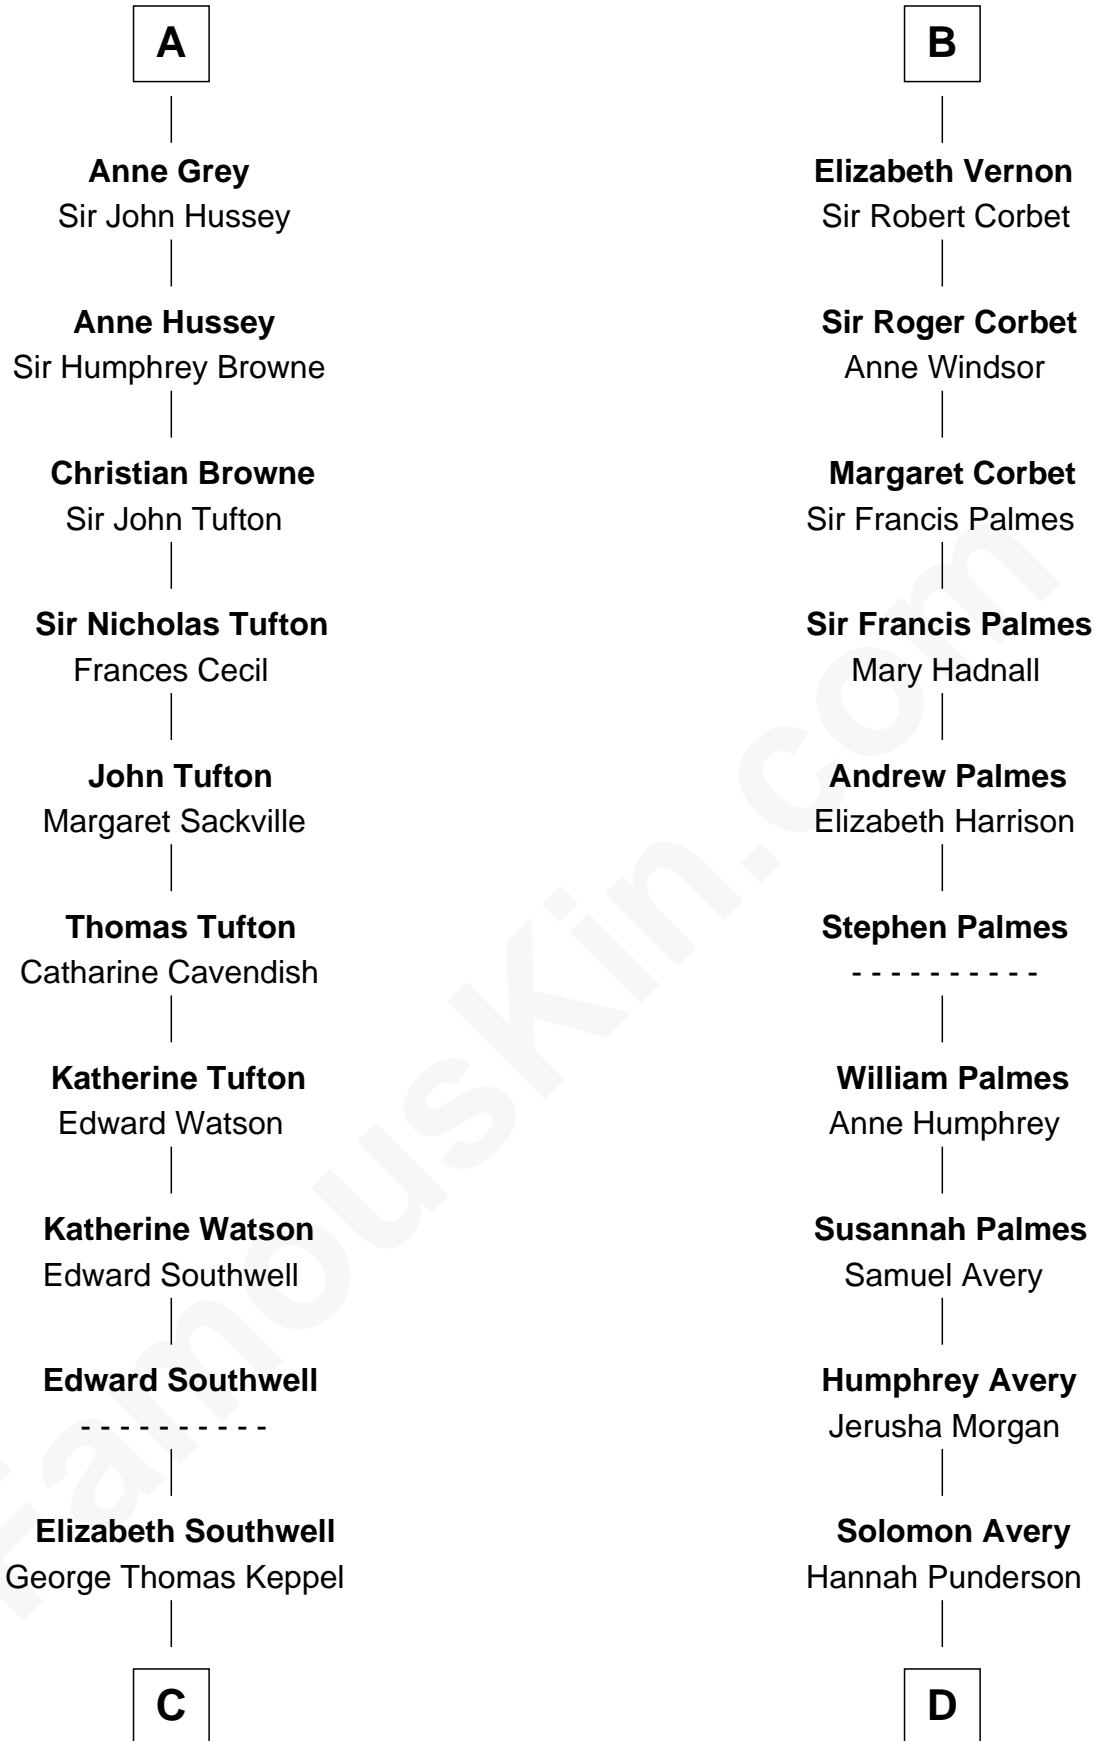 A
Anne Grey
Sir John Hussey
Anne Hussey
Sir Humphrey Browne
Christian Browne
Sir John Tufton
Sir Nicholas Tufton
Frances Cecil
John Tufton
Margaret Sackville
Thomas Tufton
Catharine Cavendish
Katherine Tufton
Edward Watson
Katherine Watson
Edward Southwell
Edward Southwell
- - - - - - - - - -
Elizabeth Southwell
George Thomas Keppel
C
B
Elizabeth Vernon
Sir Robert Corbet
Sir Roger Corbet
Anne Windsor
Margaret Corbet
Sir Francis Palmes
Sir Francis Palmes
Mary Hadnall
Andrew Palmes
Elizabeth Harrison
Stephen Palmes
- - - - - - - - - -
William Palmes
Anne Humphrey
Susannah Palmes
Samuel Avery
Humphrey Avery
Jerusha Morgan
Solomon Avery
Hannah Punderson
D
FamousKin.com